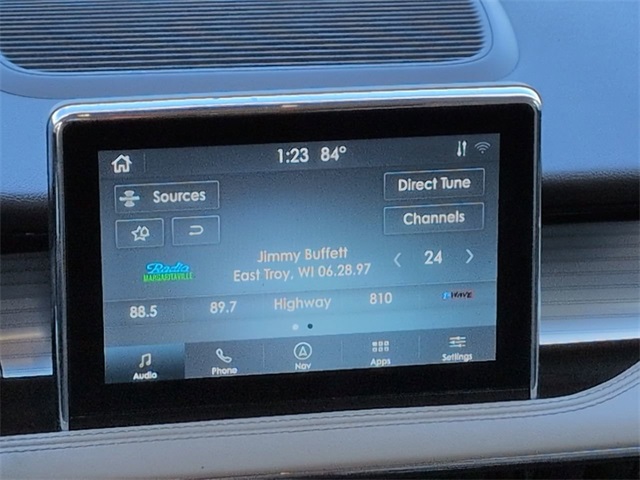 1:23 84°
Sources
Direct Tune
Channels
Radio
MARGARITAVILLE
Jimmy Buffett
East Troy, WI 06.28.97
24
88.5 89.7 Highway 810 1STWAVE
Audio Phone Nav Apps Settings